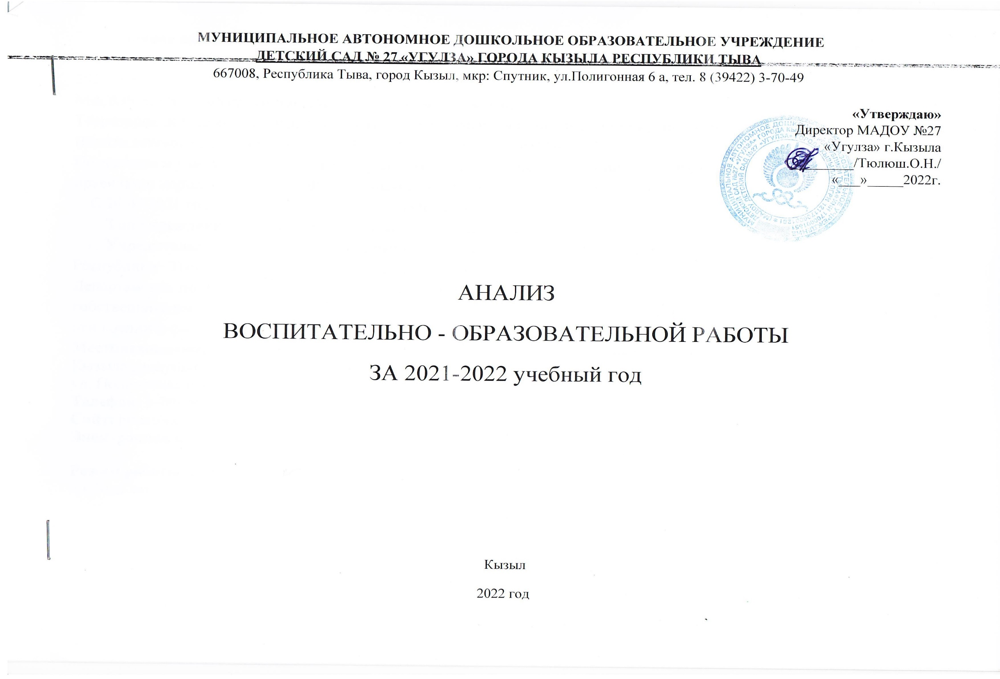 МУНИЦИПАЛЬНОЕ АВТОНОМНОЕ ДОШКОЛЬНОЕ ОБРАЗОВАТЕЛЬНОЕ УЧРЕЖДЕНИЕ
ДЕТСКИЙ САД № 27 «УГУЛЗА» ГОРОДА КЫЗЫЛА РЕСПУБЛИКИ ТЫВА
667008, Республика Тыва, город Кызыл, мкр: Спутник, ул.Полигонная 6 а, тел. 8 (39422) 3-70-49
«Утверждаю»
Директор МАДОУ №27
«Угулза» г.Кызыла
_________/Тюлюш.О.Н./
«___»_____2022г.
АНАЛИЗ
ВОСПИТАТЕЛЬНО - ОБРАЗОВАТЕЛЬНОЙ РАБОТЫ
ЗА 2021-2022 учебный год
Кызыл
2022 год